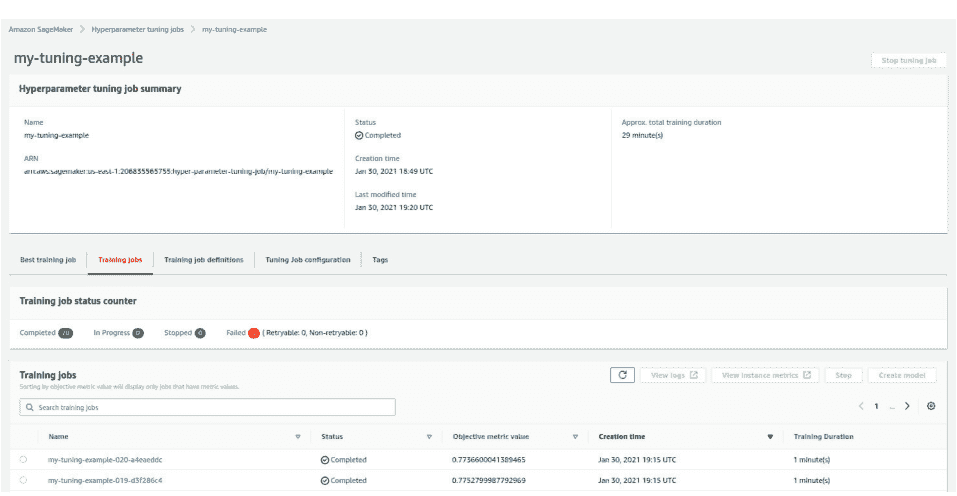 Amazon SageMaker > Hyperparameter tuning jobs > my-tuning-example
my-tuning-example
Stop tuning job
Hyperparameter tuning job summary
Name
my-tuning-example
ARN
arn:aws:sagemaker:us-east-1:206835565755:hyper-parameter-tuning-job/my-tuning-example
Status
Completed
Creation time
Jan 30, 2021 18:49 UTC
Last modified time
Jan 30, 2021 19:20 UTC
Approx. total training duration
29 minute(s)
Best training job Training jobs Training job definitions Tuning Job configuration Tags
Training job status counter
Completed In Progress 0 Stopped 0 Failed ( Retryable: 0, Non-retryable: 0 )
Training jobs
Sorting by objective metric value will display only jobs that have metric values.
View logs View instance metrics Stop Create model
Search training jobs
< 1 ... >
Name Status Objective metric value Creation time Training Duration
my-tuning-example-020-a4eaeddc Completed 0.7736600041389465 Jan 30, 2021 19:15 UTC 1 minute(s)
my-tuning-example-019-d3f286c4 Completed 0.7752799987792969 Jan 30, 2021 19:15 UTC 1 minute(s)